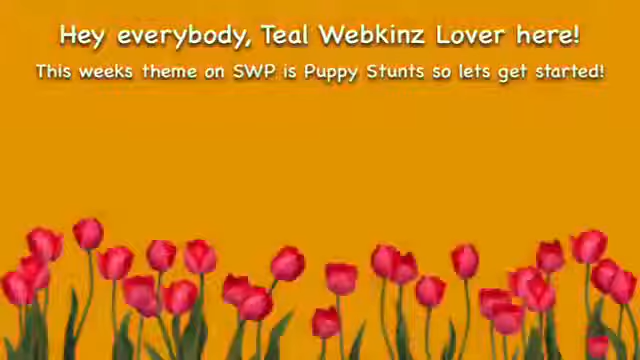 Hey everybody, Teal Webkinz Lover here!
This weeks theme on SWP is Puppy Stunts so lets get started!